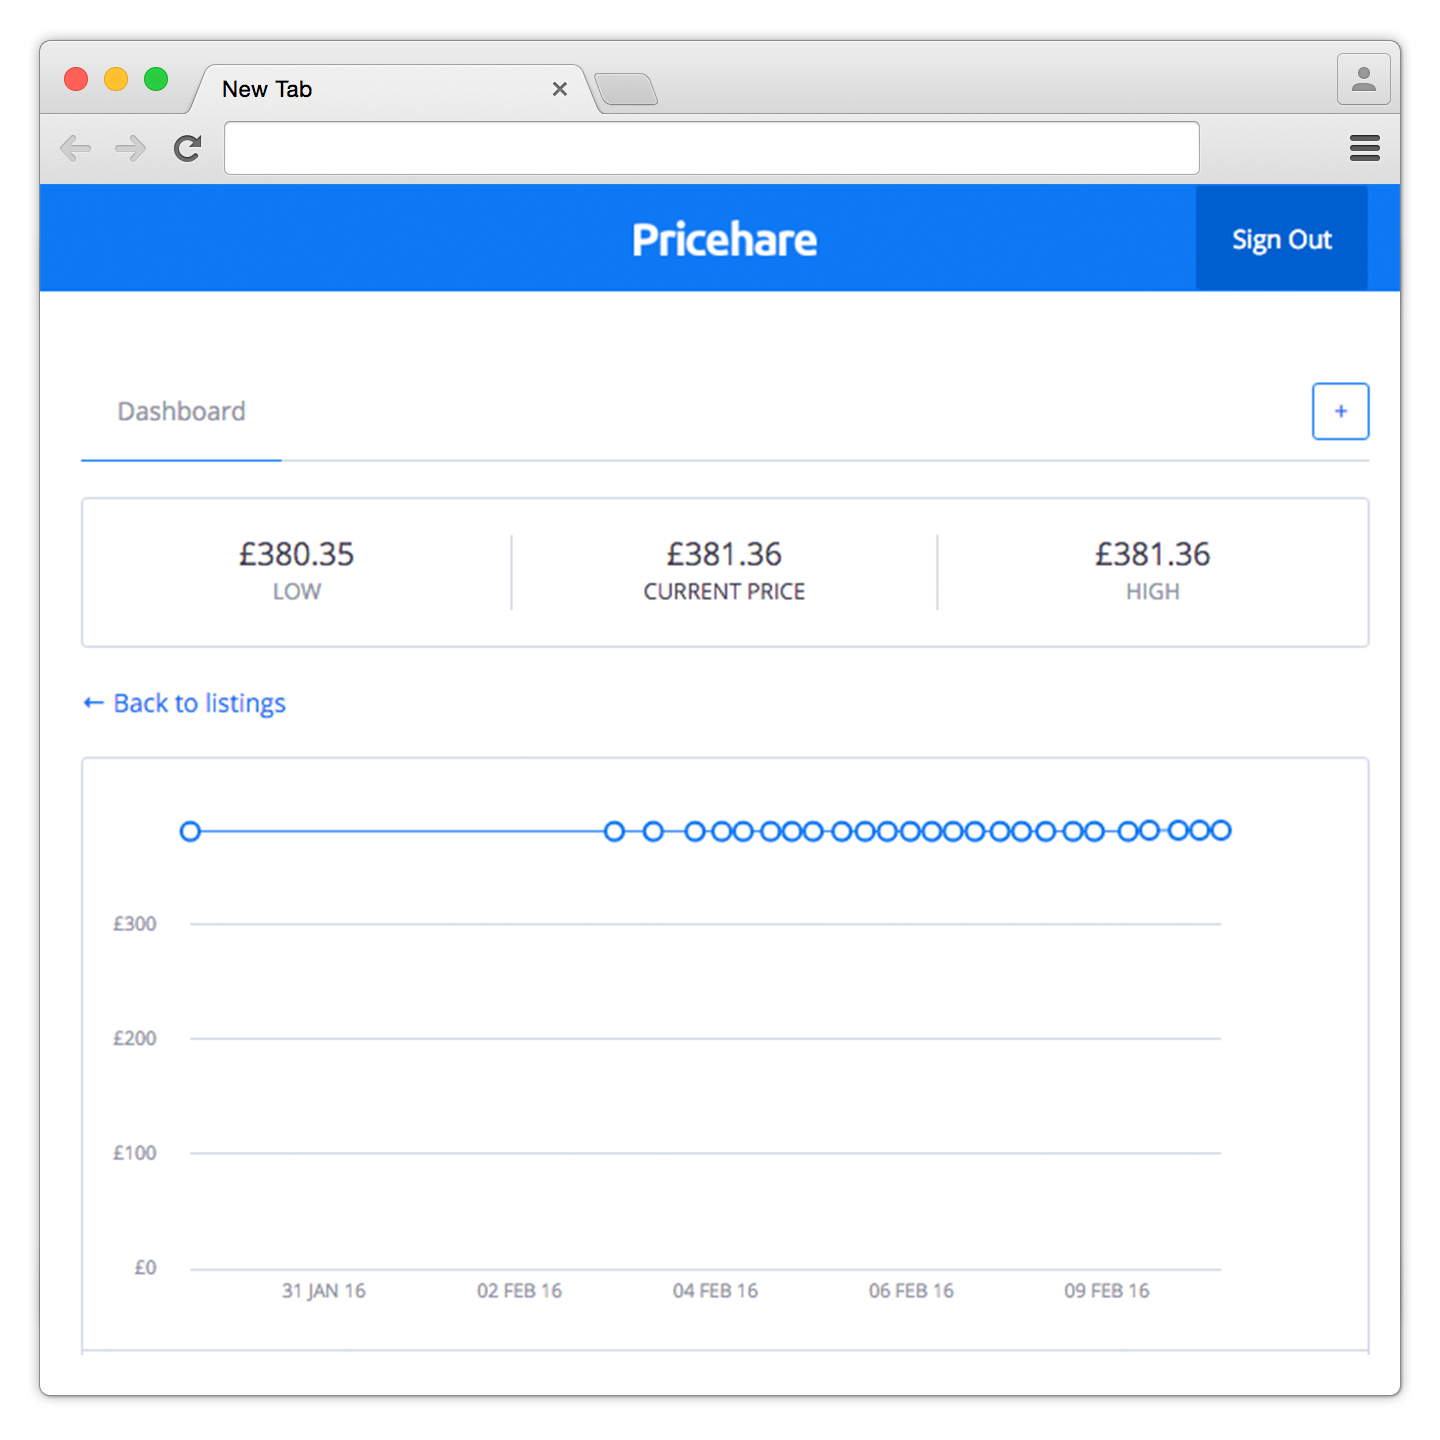 New Tab
Pricehare
Sign Out
Dashboard
+
£380.35
LOW
£381.36
CURRENT PRICE
£381.36
HIGH
← Back to listings
£300
£200
£100
£0
31 JAN 16
02 FEB 16
04 FEB 16
06 FEB 16
09 FEB 16